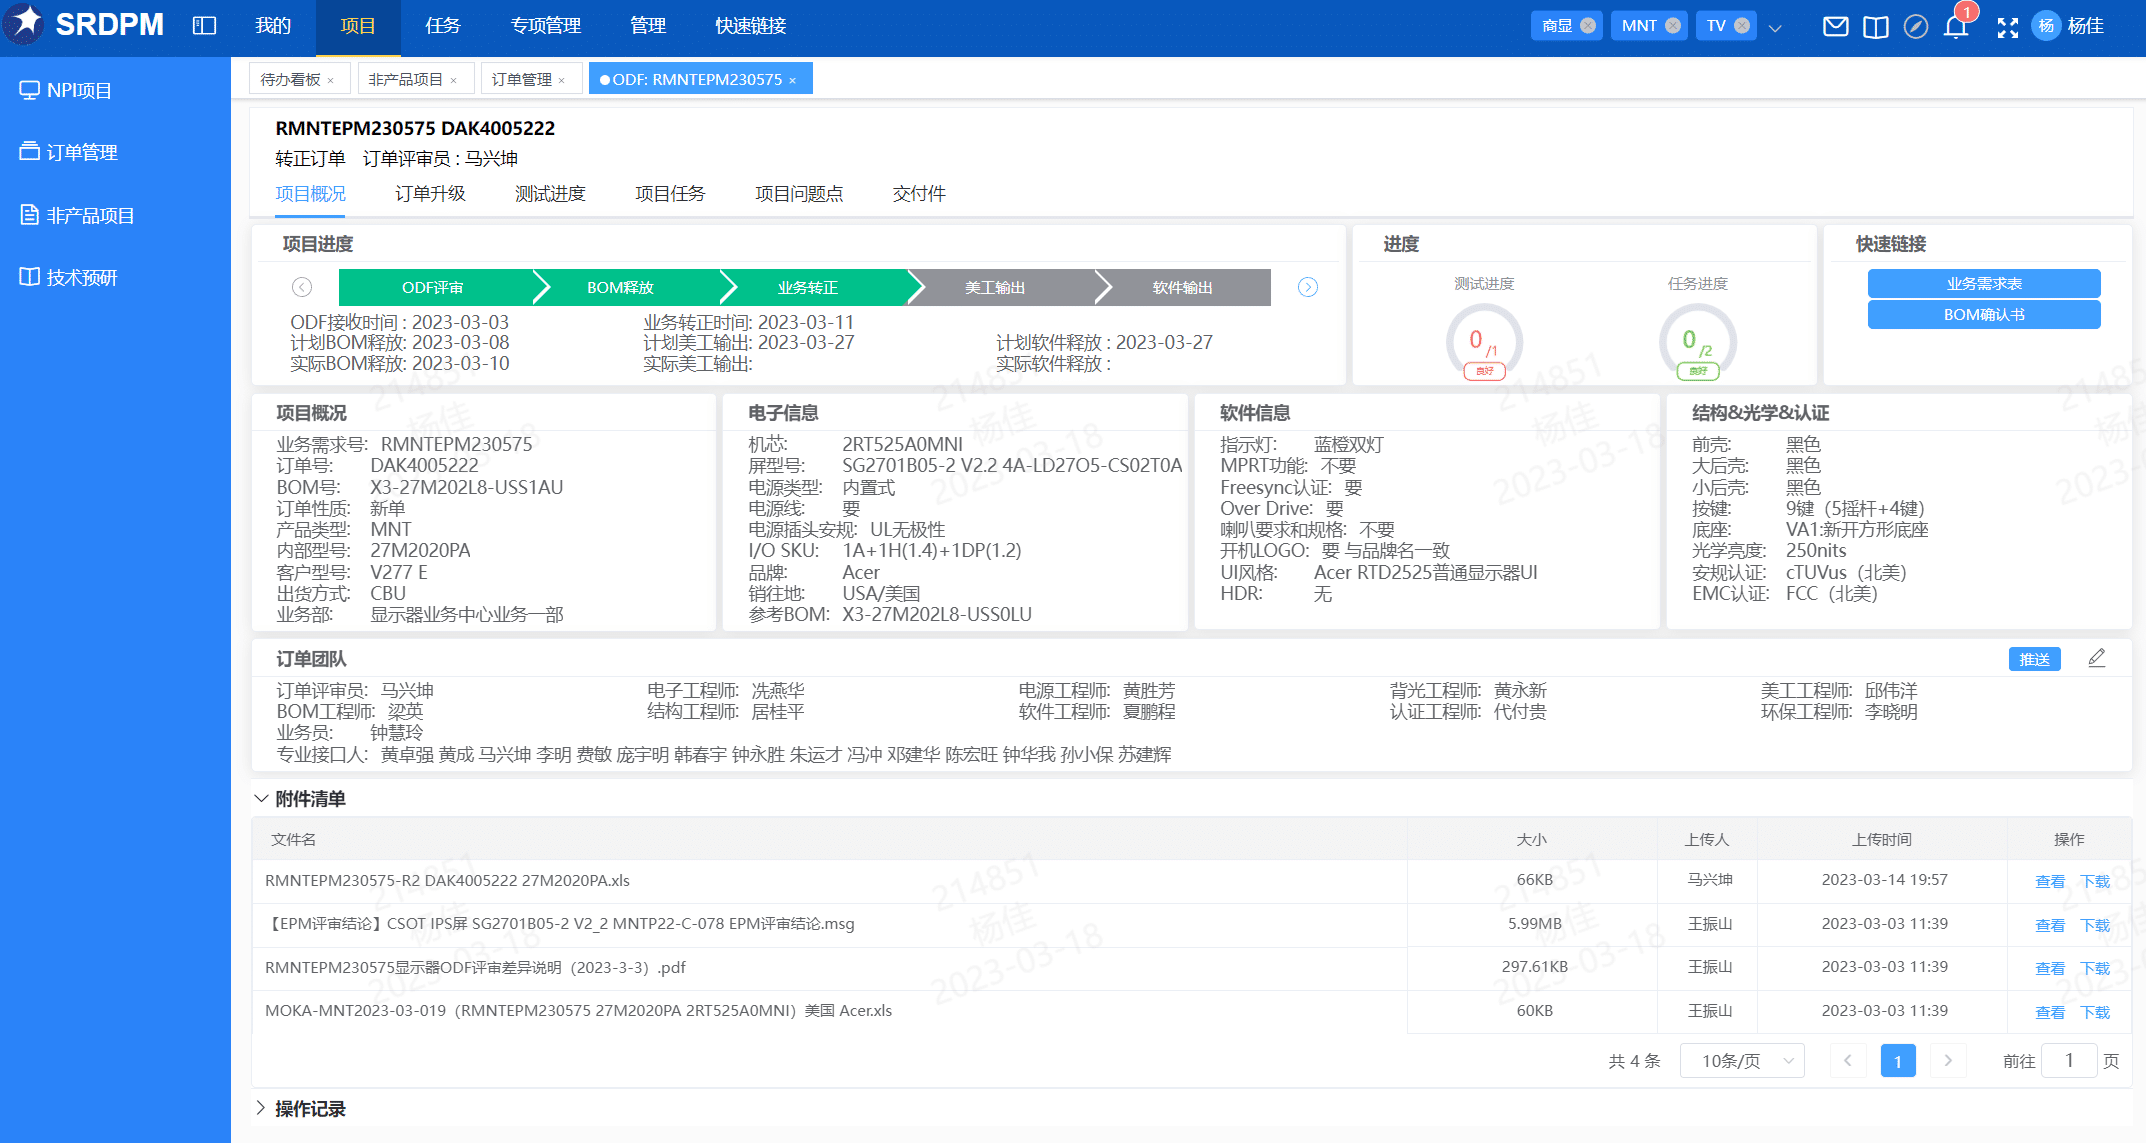 SRDPM 我的 项目 任务 专项管理 管理 快速链接 商显 MNT TV 1 杨 杨佳
NPI项目
订单管理
非产品项目
技术预研
待办看板 × 非产品项目 × 订单管理 × ODF: RMNTEPM230575 ×
RMNTEPM230575 DAK4005222
转正订单 订单评审员 : 马兴坤
项目概况 订单升级 测试进度 项目任务 项目问题点 交付件
项目进度
ODF评审 BOM释放 业务转正 美工输出 软件输出
ODF接收时间 : 2023-03-03 业务转正时间: 2023-03-11
计划BOM释放: 2023-03-08 计划美工输出: 2023-03-27 计划软件释放 : 2023-03-27
实际BOM释放: 2023-03-10 实际美工输出: 实际软件释放 :
进度
测试进度 任务进度
0 /1 0 /2
良好 良好
快速链接
业务需求表
BOM确认书
项目概况
业务需求号: RMNTEPM230575
订单号: DAK4005222
BOM号: X3-27M202L8-USS1AU
订单性质: 新单
产品类型: MNT
内部型号: 27M2020PA
客户型号: V277 E
出货方式: CBU
业务部: 显示器业务中心业务一部
电子信息
机芯: 2RT525A0MNI
屏型号: SG2701B05-2 V2.2 4A-LD27O5-CS02T0A
电源类型: 内置式
电源线: 要
电源插头安规: UL无极性
I/O SKU: 1A+1H(1.4)+1DP(1.2)
品牌: Acer
销往地: USA/美国
参考BOM: X3-27M202L8-USS0LU
软件信息
指示灯: 蓝橙双灯
MPRT功能: 不要
Freesync认证: 要
Over Drive: 要
喇叭要求和规格: 不要
开机LOGO: 要 与品牌名一致
UI风格: Acer RTD2525普通显示器UI
HDR: 无
结构&光学&认证
前壳: 黑色
大后壳: 黑色
小后壳: 黑色
按键: 9键（5摇杆+4键）
底座: VA1:新开方形底座
光学亮度: 250nits
安规认证: cTUVus（北美）
EMC认证: FCC（北美）
订单团队 推送
订单评审员: 马兴坤 电子工程师: 冼燕华 电源工程师: 黄胜芳 背光工程师: 黄永新 美工工程师: 邱伟洋
BOM工程师: 梁英 结构工程师: 居桂平 软件工程师: 夏鹏程 认证工程师: 代付贵 环保工程师: 李晓明
业务员: 钟慧玲
专业接口人: 黄卓强 黄成 马兴坤 李明 费敏 庞宇明 韩春宇 钟永胜 朱运才 冯冲 邓建华 陈宏旺 钟华我 孙小保 苏建辉
附件清单
文件名 大小 上传人 上传时间 操作
RMNTEPM230575-R2 DAK4005222 27M2020PA.xls 66KB 马兴坤 2023-03-14 19:57 查看 下载
【EPM评审结论】CSOT IPS屏 SG2701B05-2 V2_2 MNTP22-C-078 EPM评审结论.msg 5.99MB 王振山 2023-03-03 11:39 查看 下载
RMNTEPM230575显示器ODF评审差异说明（2023-3-3）.pdf 297.61KB 王振山 2023-03-03 11:39 查看 下载
MOKA-MNT2023-03-019（RMNTEPM230575 27M2020PA 2RT525A0MNI）美国 Acer.xls 60KB 王振山 2023-03-03 11:39 查看 下载
共 4 条 10条/页 1 前往 1 页
操作记录
214851
杨佳
2023-03-18